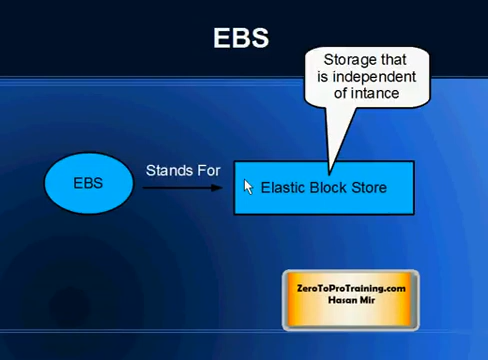 EBS
Storage that
is independent
of intance
Stands For
EBS
Elastic Block Store
ZeroToProTraining.com
Hasan Mir